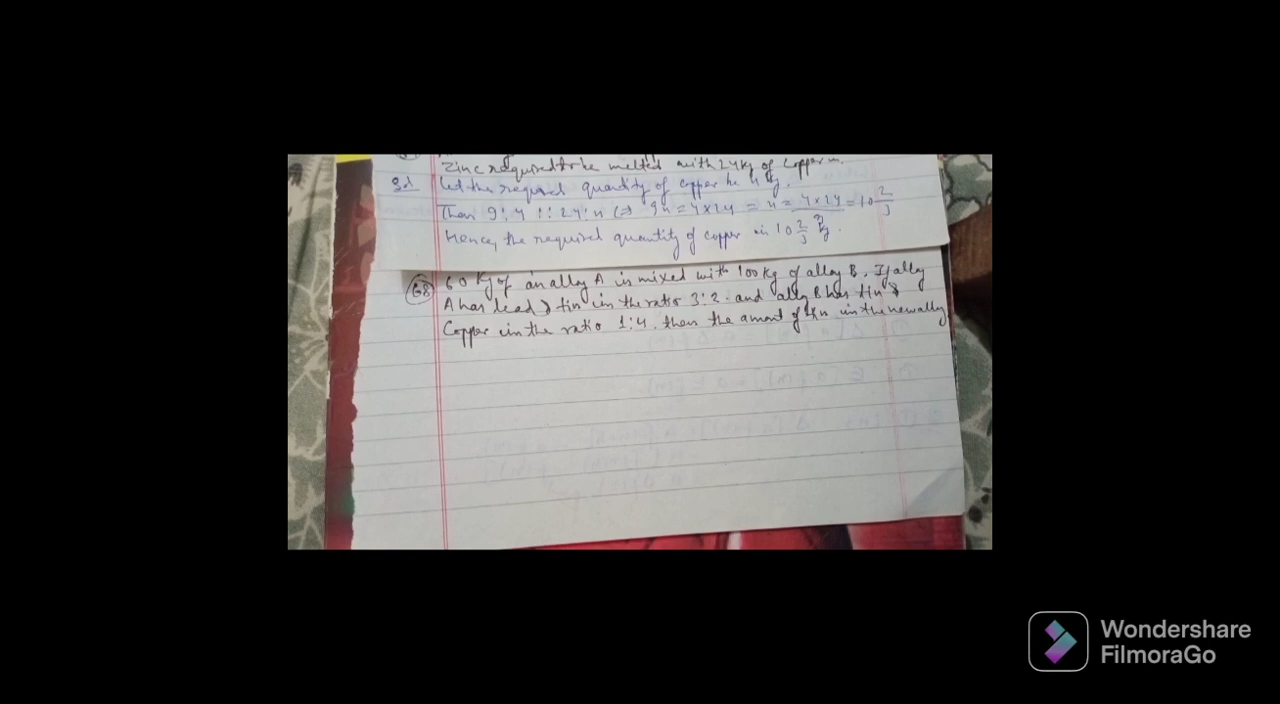 Zinc required to be melted with 24 kg of Copper is.
Sol. Let the required quantity of copper be x kg.
Then 9:4 :: 24:x ⇒ 9x = 4×24 = x = 4×24/9 = 10 2/3
Hence, the required quantity of copper is 10 2/3 kg.
68 60 Kg of an alloy A is mixed with 100 kg of alloy B. If alloy
A has lead & tin in the ratio 3:2. and alloy B has tin &
Copper in the ratio 1:4. then the amont of tin in the new alloy
Wondershare
FilmoraGo